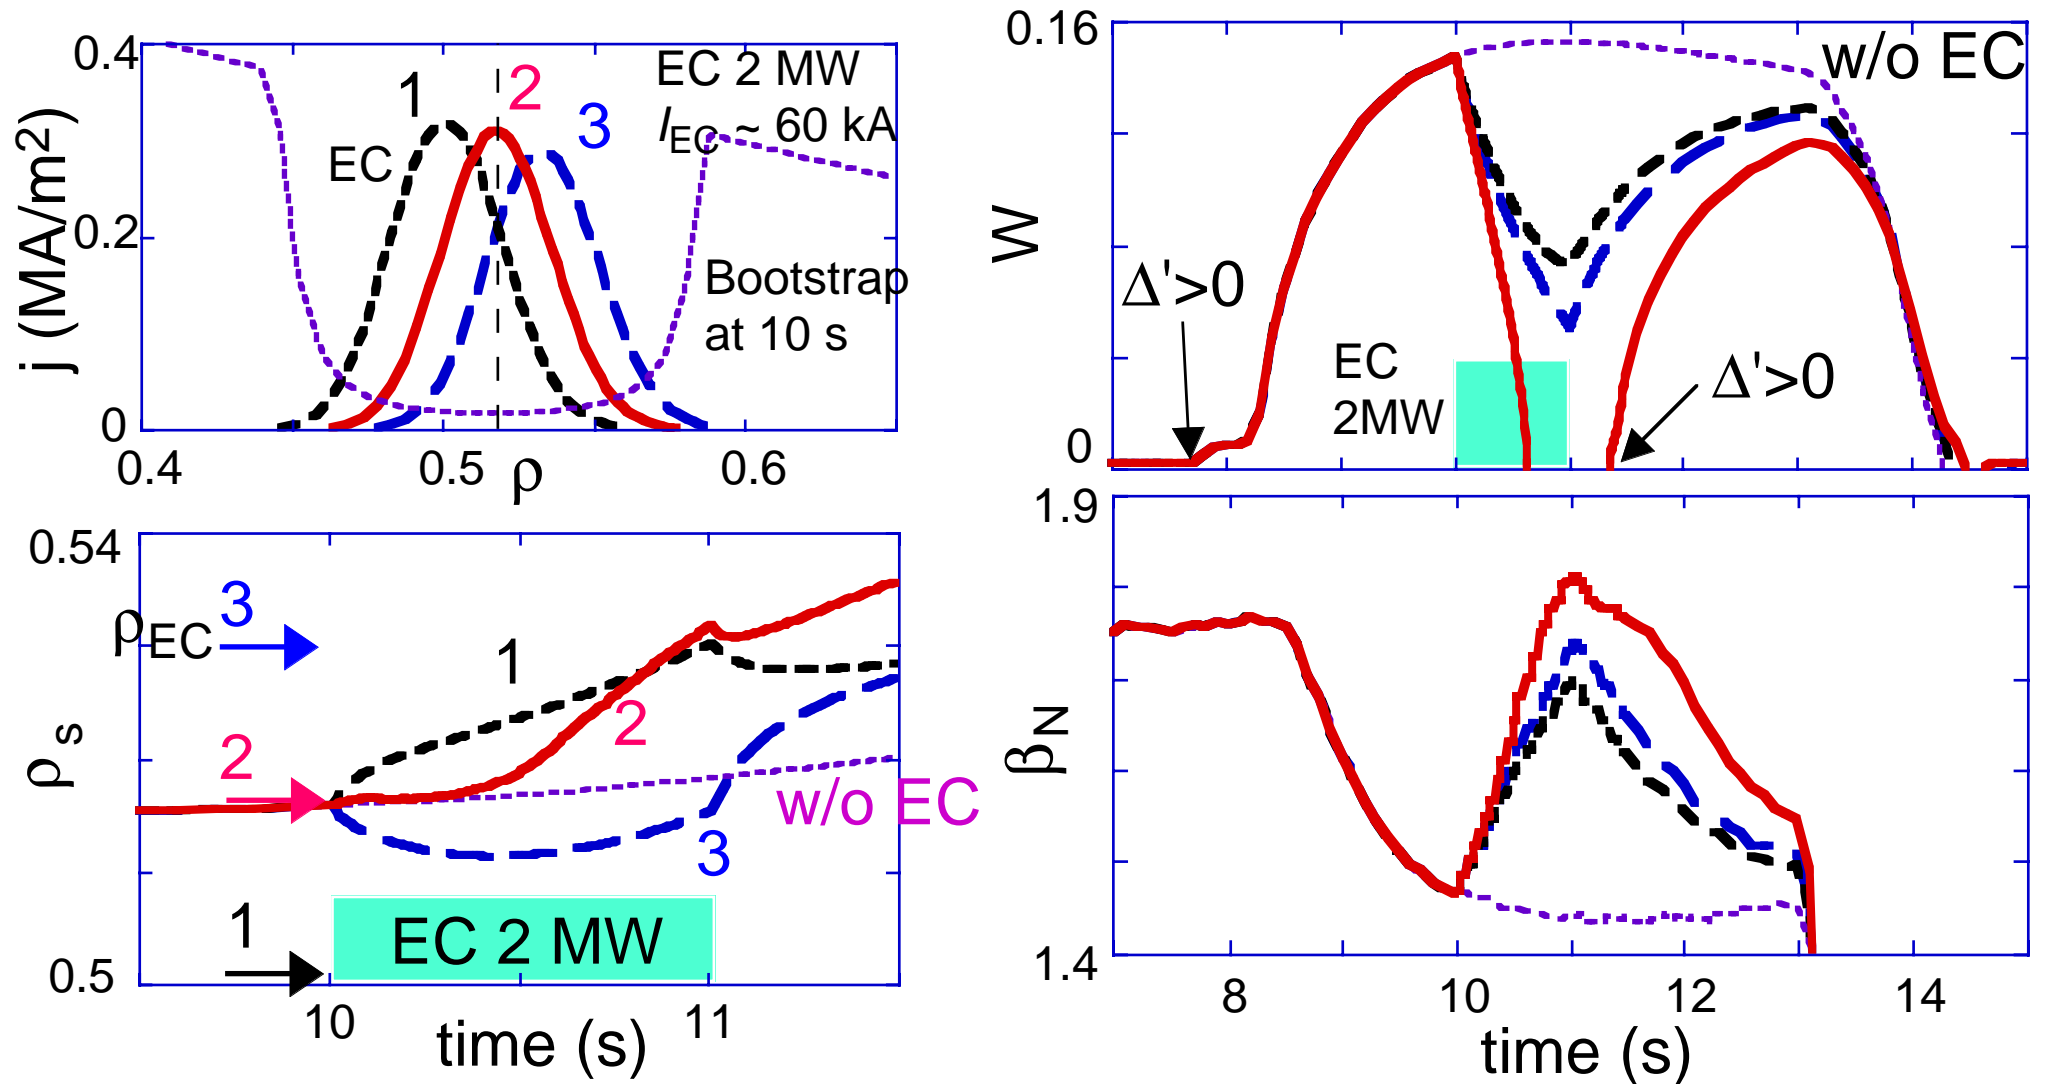 0.4
0.2
0
j (MA/m2)
1
2
3
EC
EC 2 MW
IEC ~ 60 kA
Bootstrap
at 10 s
0.4
0.5
ρ
0.6
0.16
W
0
w/o EC
Δ'>0
EC
2MW
Δ'>0
0.54
ρEC
3
ρs
2
1
0.5
1
2
3
w/o EC
EC 2 MW
10
11
time (s)
1.9
βN
1.4
8
10
12
14
time (s)